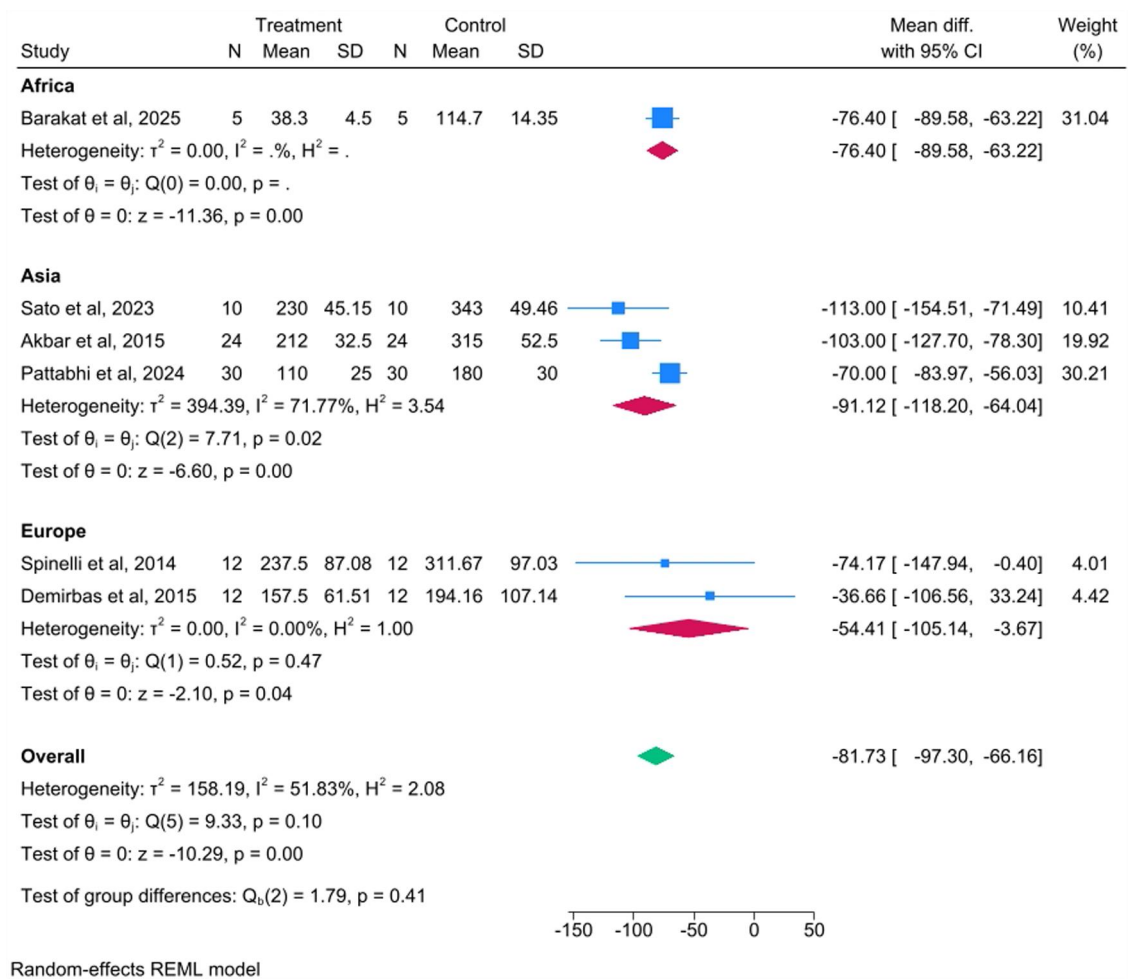 Treatment Control Mean diff. Weight
Study N Mean SD N Mean SD with 95% CI (%)
Africa
Barakat et al, 2025 5 38.3 4.5 5 114.7 14.35 -76.40 [ -89.58, -63.22] 31.04
Heterogeneity: τ² = 0.00, I² = .%, H² = . -76.40 [ -89.58, -63.22]
Test of θᵢ = θⱼ: Q(0) = 0.00, p = .
Test of θ = 0: z = -11.36, p = 0.00
Asia
Sato et al, 2023 10 230 45.15 10 343 49.46 -113.00 [ -154.51, -71.49] 10.41
Akbar et al, 2015 24 212 32.5 24 315 52.5 -103.00 [ -127.70, -78.30] 19.92
Pattabhi et al, 2024 30 110 25 30 180 30 -70.00 [ -83.97, -56.03] 30.21
Heterogeneity: τ² = 394.39, I² = 71.77%, H² = 3.54 -91.12 [ -118.20, -64.04]
Test of θᵢ = θⱼ: Q(2) = 7.71, p = 0.02
Test of θ = 0: z = -6.60, p = 0.00
Europe
Spinelli et al, 2014 12 237.5 87.08 12 311.67 97.03 -74.17 [ -147.94, -0.40] 4.01
Demirbas et al, 2015 12 157.5 61.51 12 194.16 107.14 -36.66 [ -106.56, 33.24] 4.42
Heterogeneity: τ² = 0.00, I² = 0.00%, H² = 1.00 -54.41 [ -105.14, -3.67]
Test of θᵢ = θⱼ: Q(1) = 0.52, p = 0.47
Test of θ = 0: z = -2.10, p = 0.04
Overall -81.73 [ -97.30, -66.16]
Heterogeneity: τ² = 158.19, I² = 51.83%, H² = 2.08
Test of θᵢ = θⱼ: Q(5) = 9.33, p = 0.10
Test of θ = 0: z = -10.29, p = 0.00
Test of group differences: Q_b(2) = 1.79, p = 0.41
-150 -100 -50 0 50
Random-effects REML model